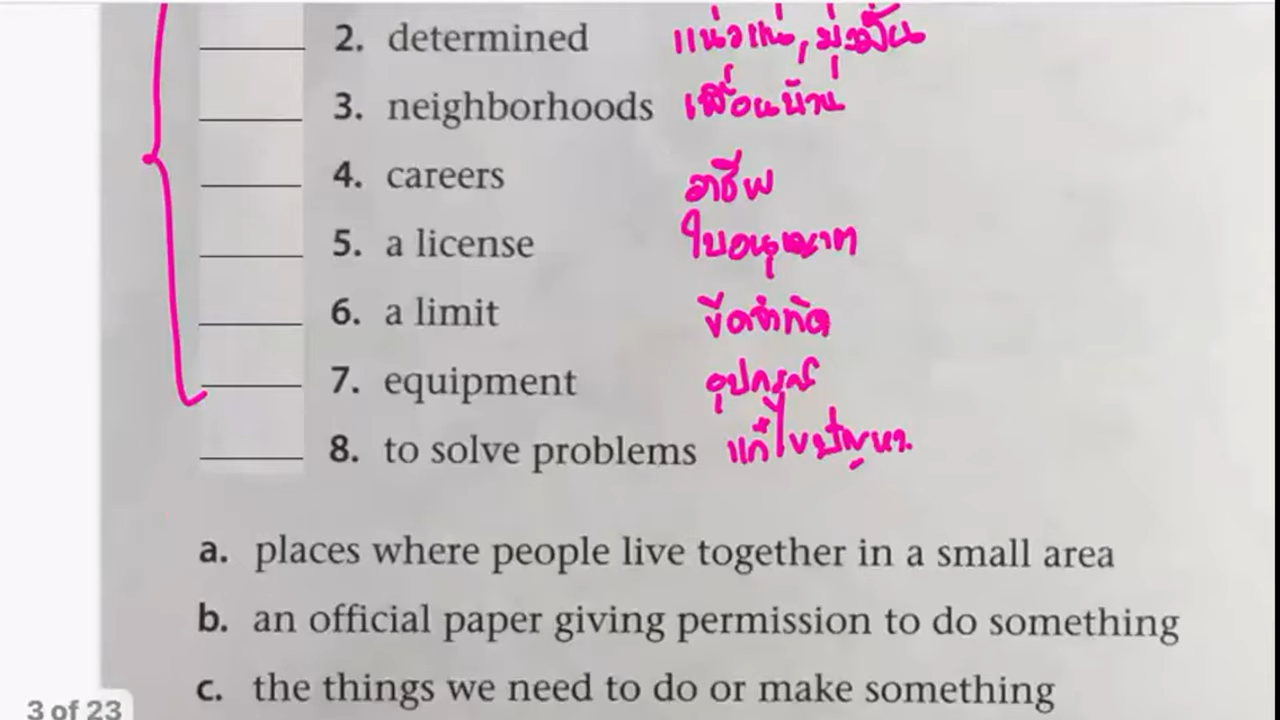 2. determined แน่วแน่, มุ่งมั่น
3. neighborhoods เพื่อนบ้าน
4. careers อาชีพ
5. a license ใบอนุญาต
6. a limit ขีดจำกัด
7. equipment อุปกรณ์
8. to solve problems แก้ไขปัญหา
a. places where people live together in a small area
b. an official paper giving permission to do something
c. the things we need to do or make something
3 of 23